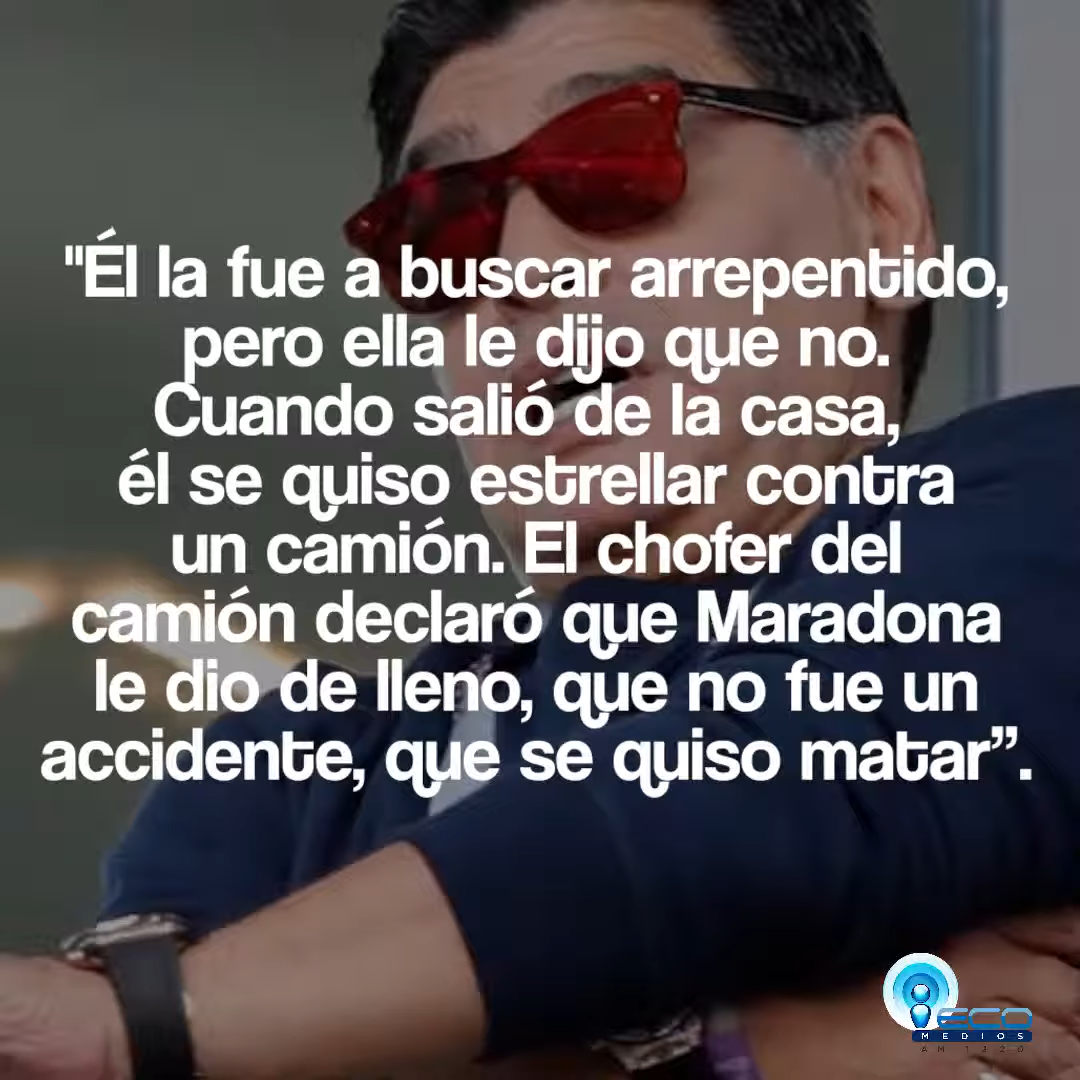 "Él la fue a buscar arrepentido,
pero ella le dijo que no.
Cuando salió de la casa,
él se quiso estrellar contra
un camión. El chofer del
camión declaró que Maradona
le dio de lleno, que no fue un
accidente, que se quiso matar”.
ECO
MEDIOS
AM 1220